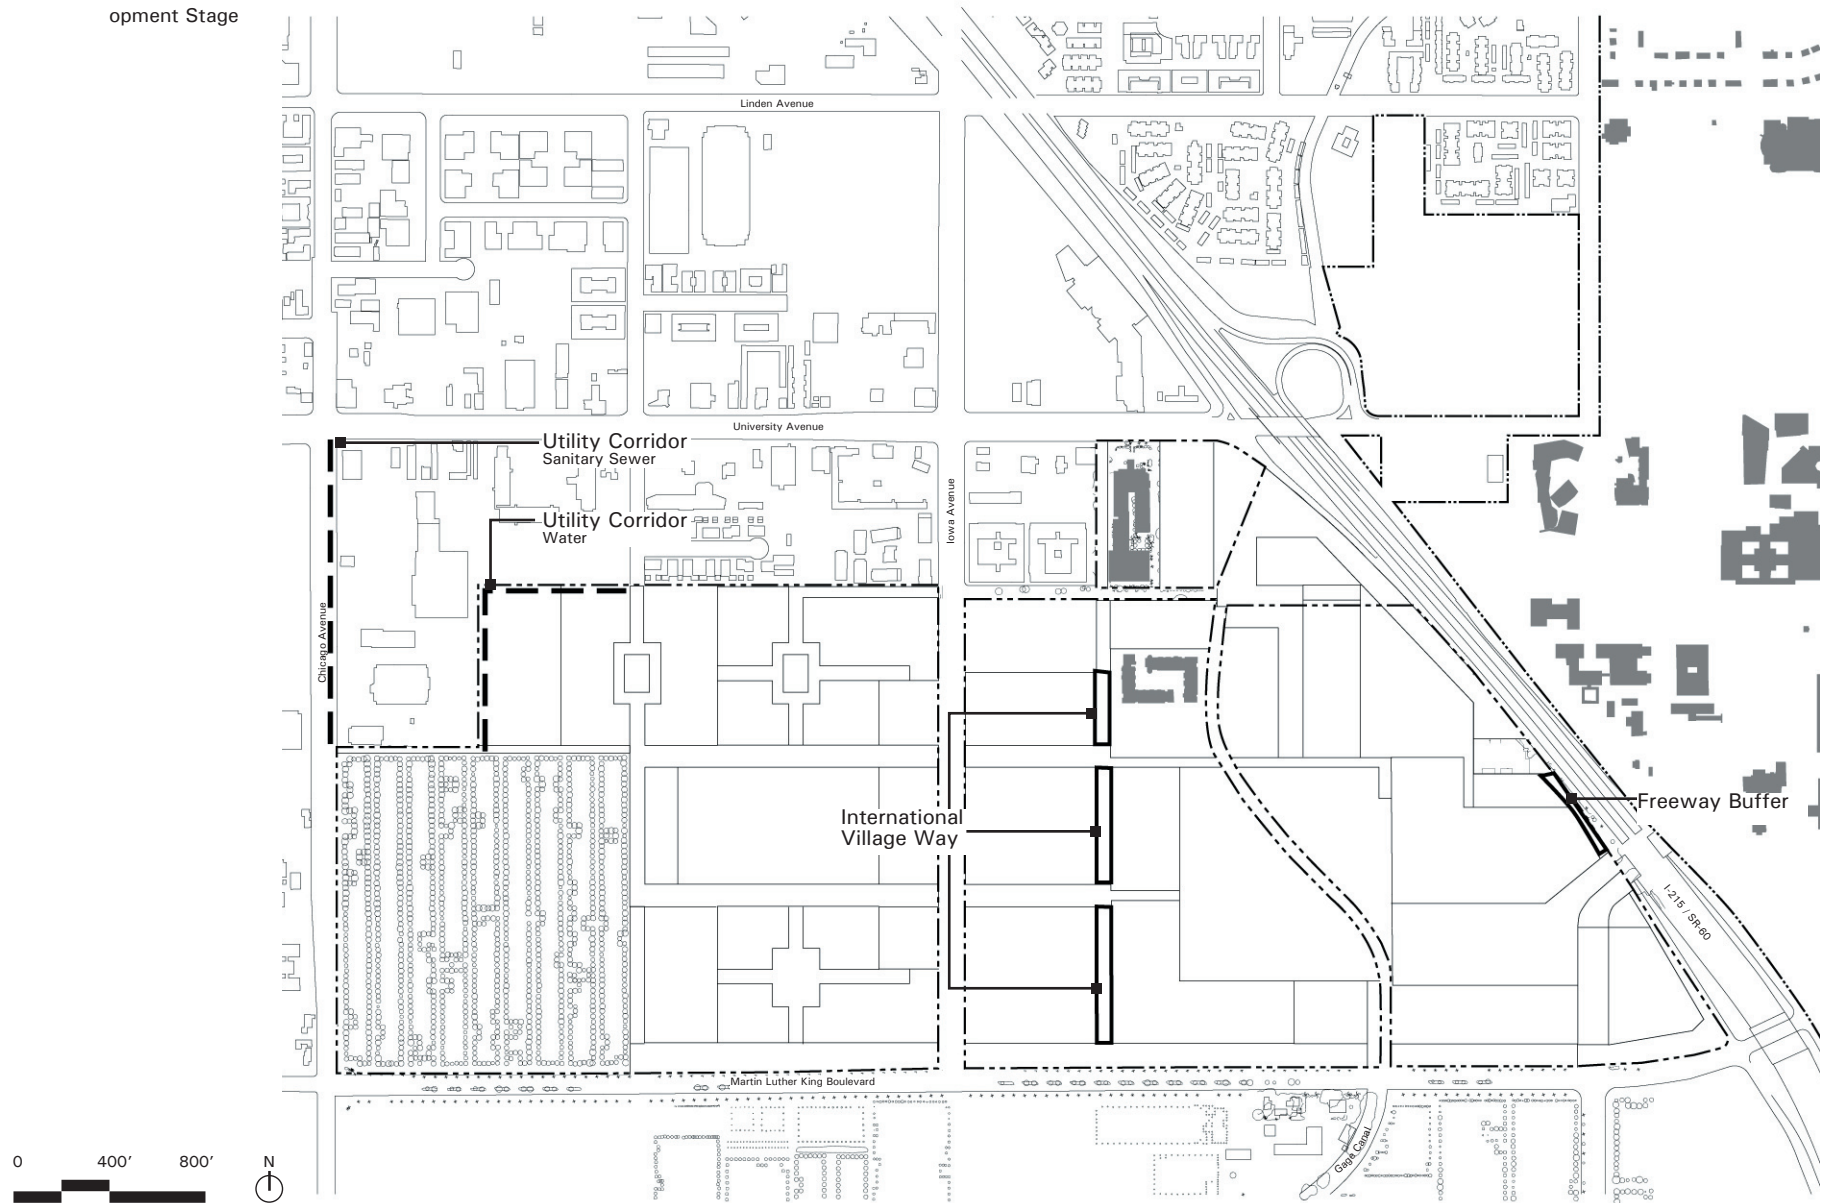 opment Stage
Linden Avenue
University Avenue
Utility Corridor
Sanitary Sewer
Utility Corridor
Water
Iowa Avenue
Chicago Avenue
International
Village Way
Freeway Buffer
I-215 / SR-60
Martin Luther King Boulevard
Gage Canal
0 400’ 800’ N